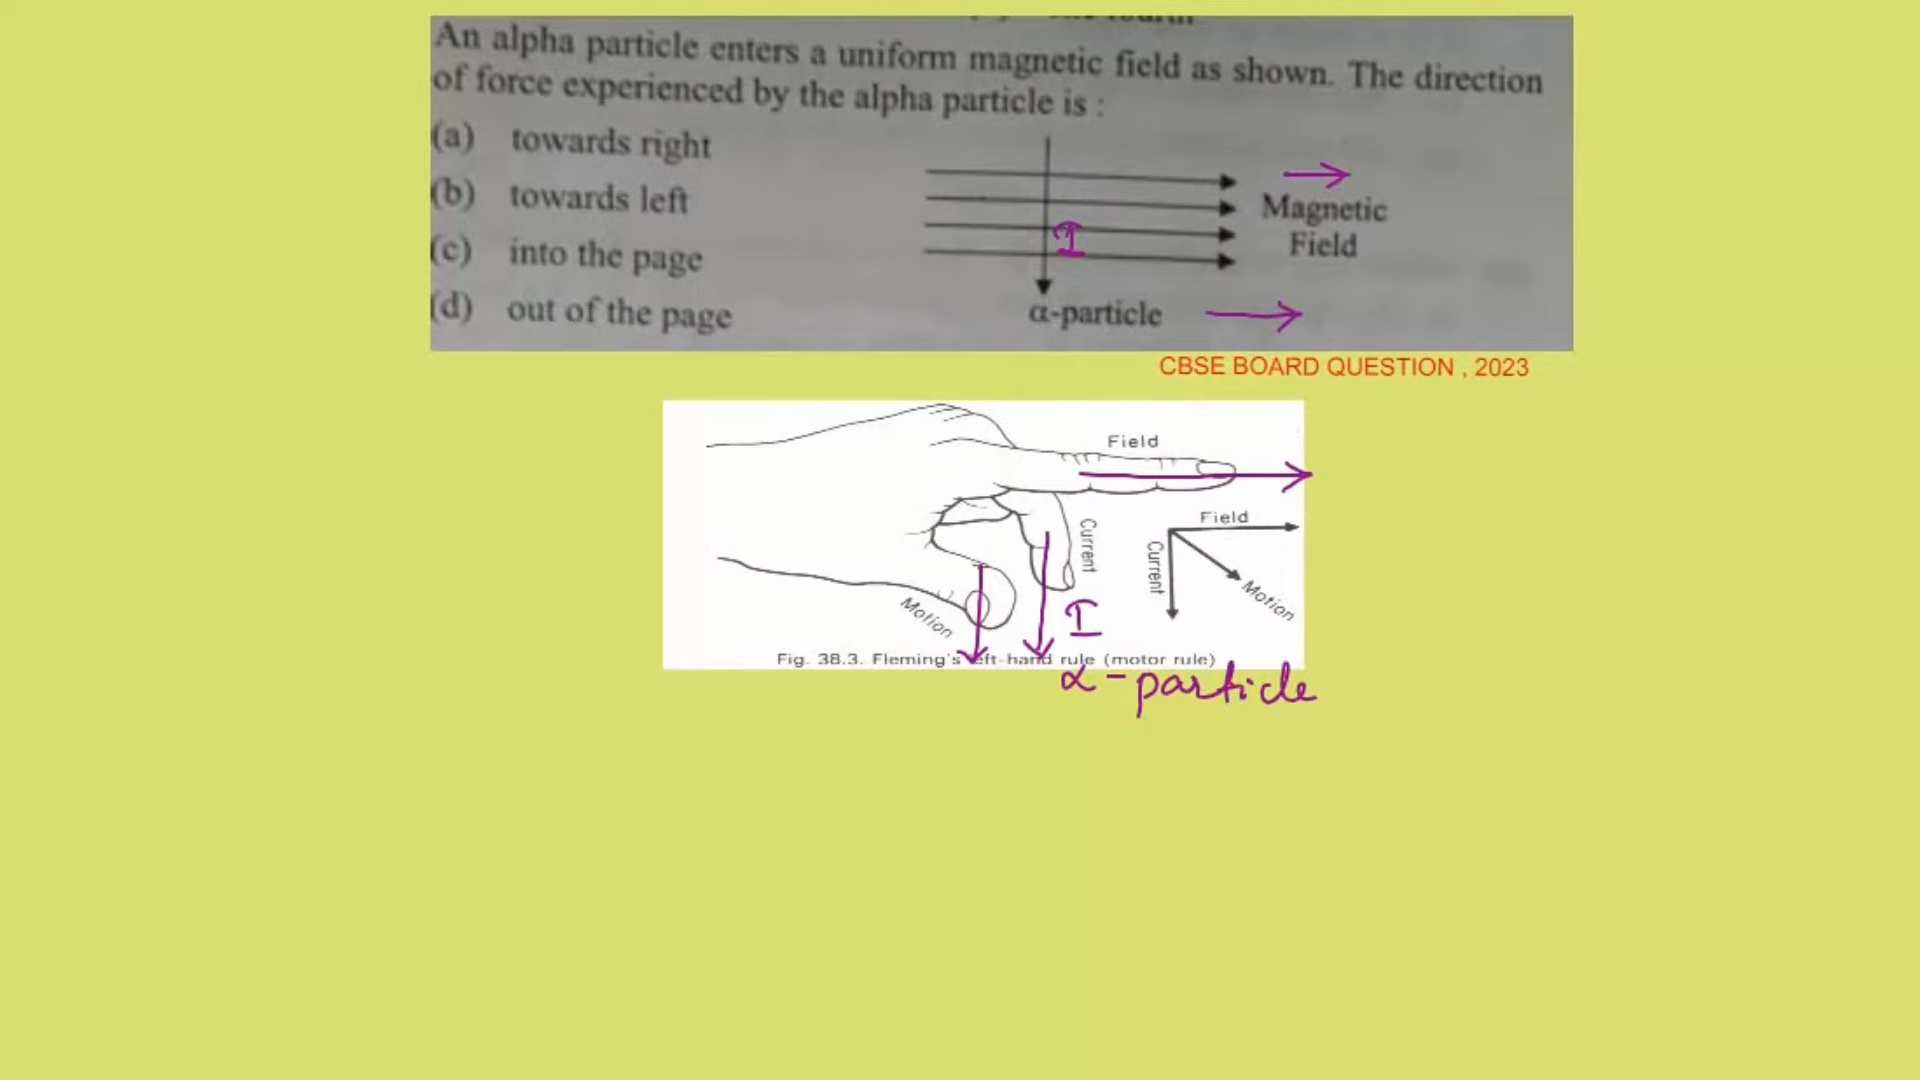 An alpha particle enters a uniform magnetic field as shown. The direction
of force experienced by the alpha particle is :
(a) towards right
(b) towards left
(c) into the page
(d) out of the page
I
Magnetic
Field
α-particle
CBSE BOARD QUESTION , 2023
Field
Current
Motion
Field
Current
Motion
I
Fig. 38.3. Fleming's left-hand rule (motor rule)
α-particle